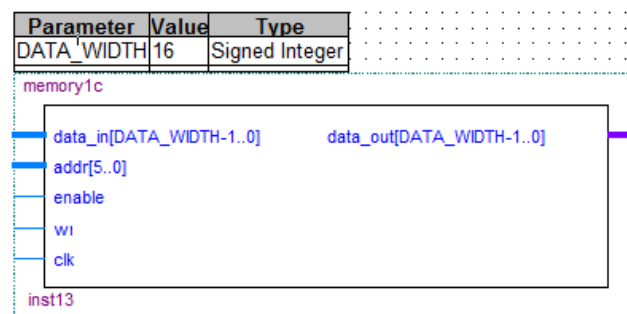 Parameter Value Type
DATA_WIDTH 16 Signed Integer
memory1c
data_in[DATA_WIDTH-1..0] data_out[DATA_WIDTH-1..0]
addr[5..0]
enable
clk
inst13